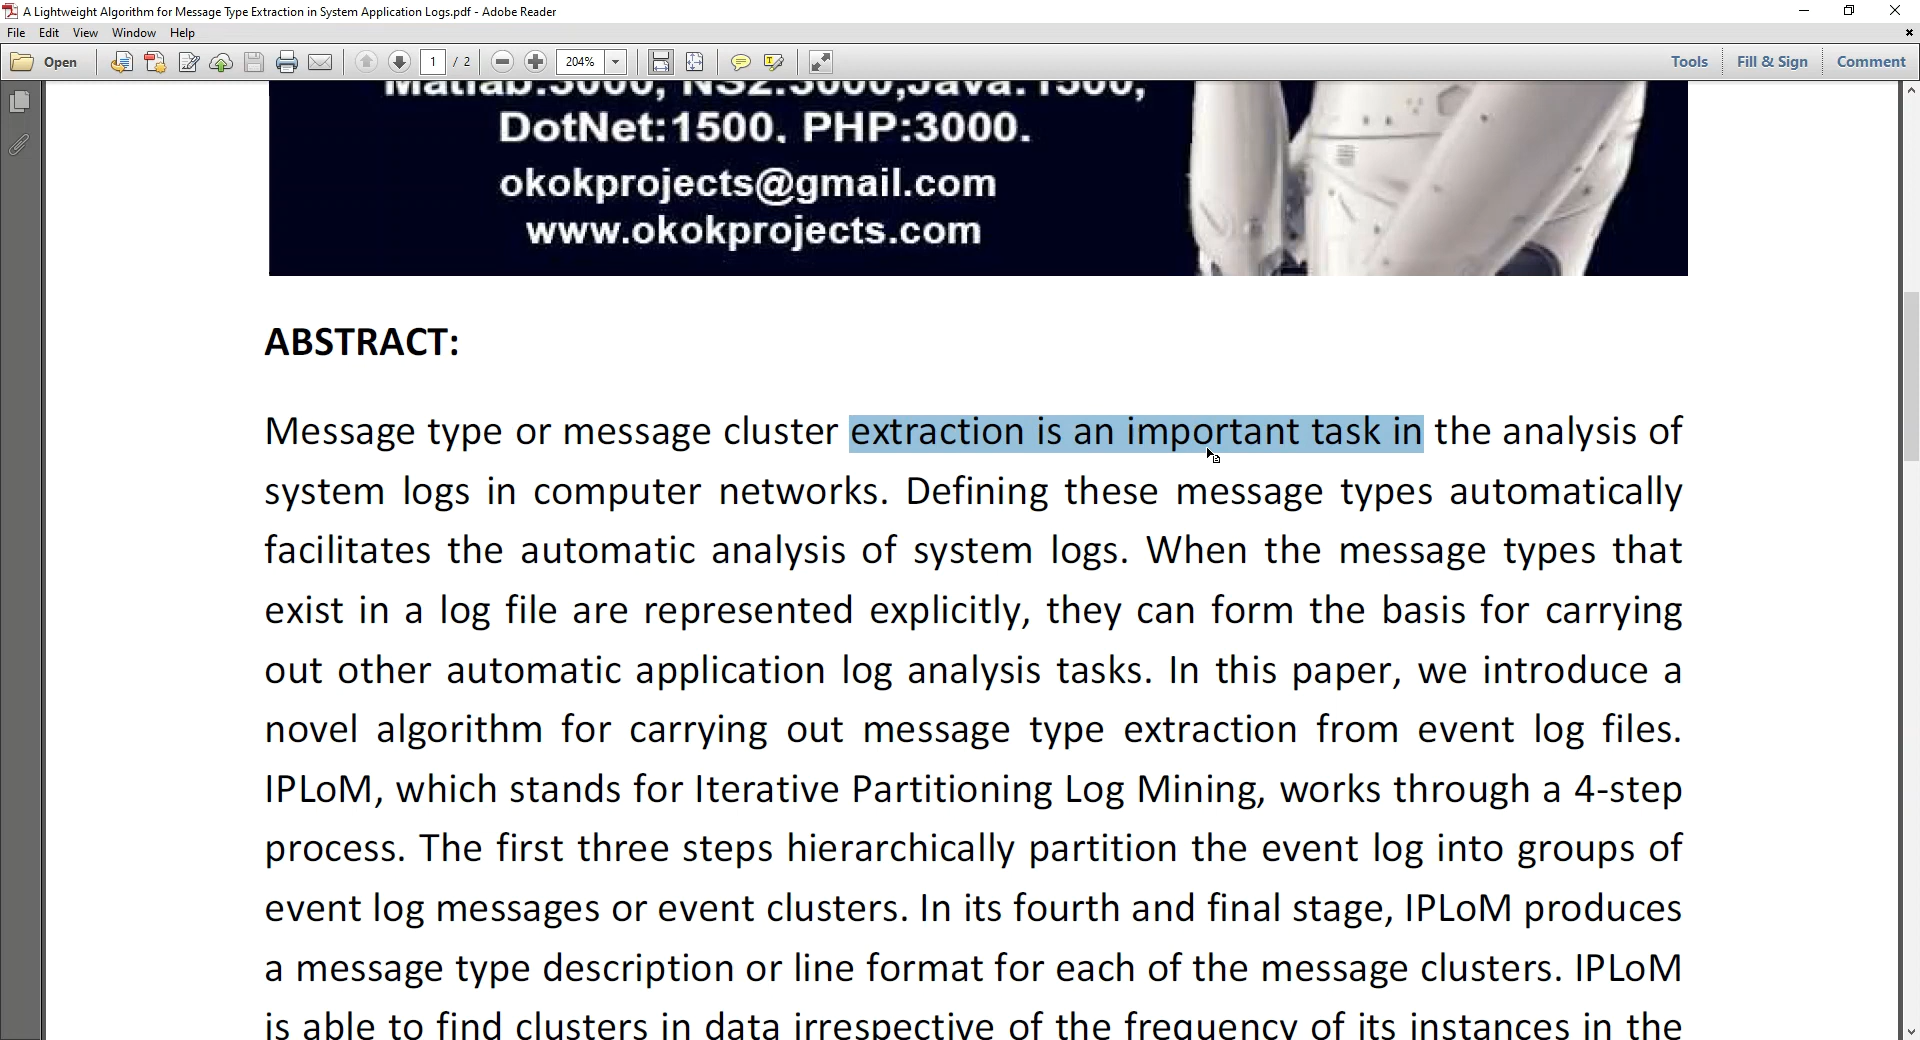 A Lightweight Algorithm for Message Type Extraction in System Application Logs.pdf - Adobe Reader
File Edit View Window Help
Open 1 / 2 204% Tools Fill & Sign Comment
Matlab:3000, NS2:3000,Java:1500,
DotNet:1500. PHP:3000.
okokprojects@gmail.com
www.okokprojects.com
ABSTRACT:
Message type or message cluster extraction is an important task in the analysis of
system logs in computer networks. Defining these message types automatically
facilitates the automatic analysis of system logs. When the message types that
exist in a log file are represented explicitly, they can form the basis for carrying
out other automatic application log analysis tasks. In this paper, we introduce a
novel algorithm for carrying out message type extraction from event log files.
IPLoM, which stands for Iterative Partitioning Log Mining, works through a 4-step
process. The first three steps hierarchically partition the event log into groups of
event log messages or event clusters. In its fourth and final stage, IPLoM produces
a message type description or line format for each of the message clusters. IPLoM
is able to find clusters in data irrespective of the frequency of its instances in the